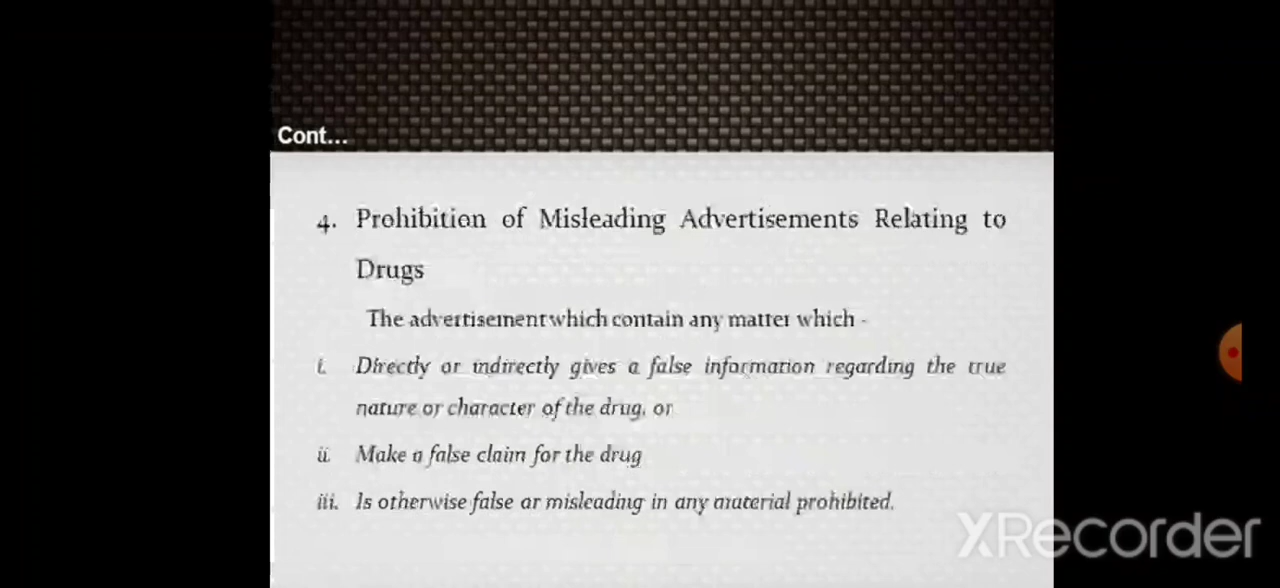 Cont...
4. Prohibition of Misleading Advertisements Relating to
Drugs
The advertisement which contain any matter which -
i. Directly or indirectly gives a false information regarding the true
nature or character of the drug, or
ii. Make a false claim for the drug
iii. Is otherwise false or misleading in any material prohibited.
XRecorder